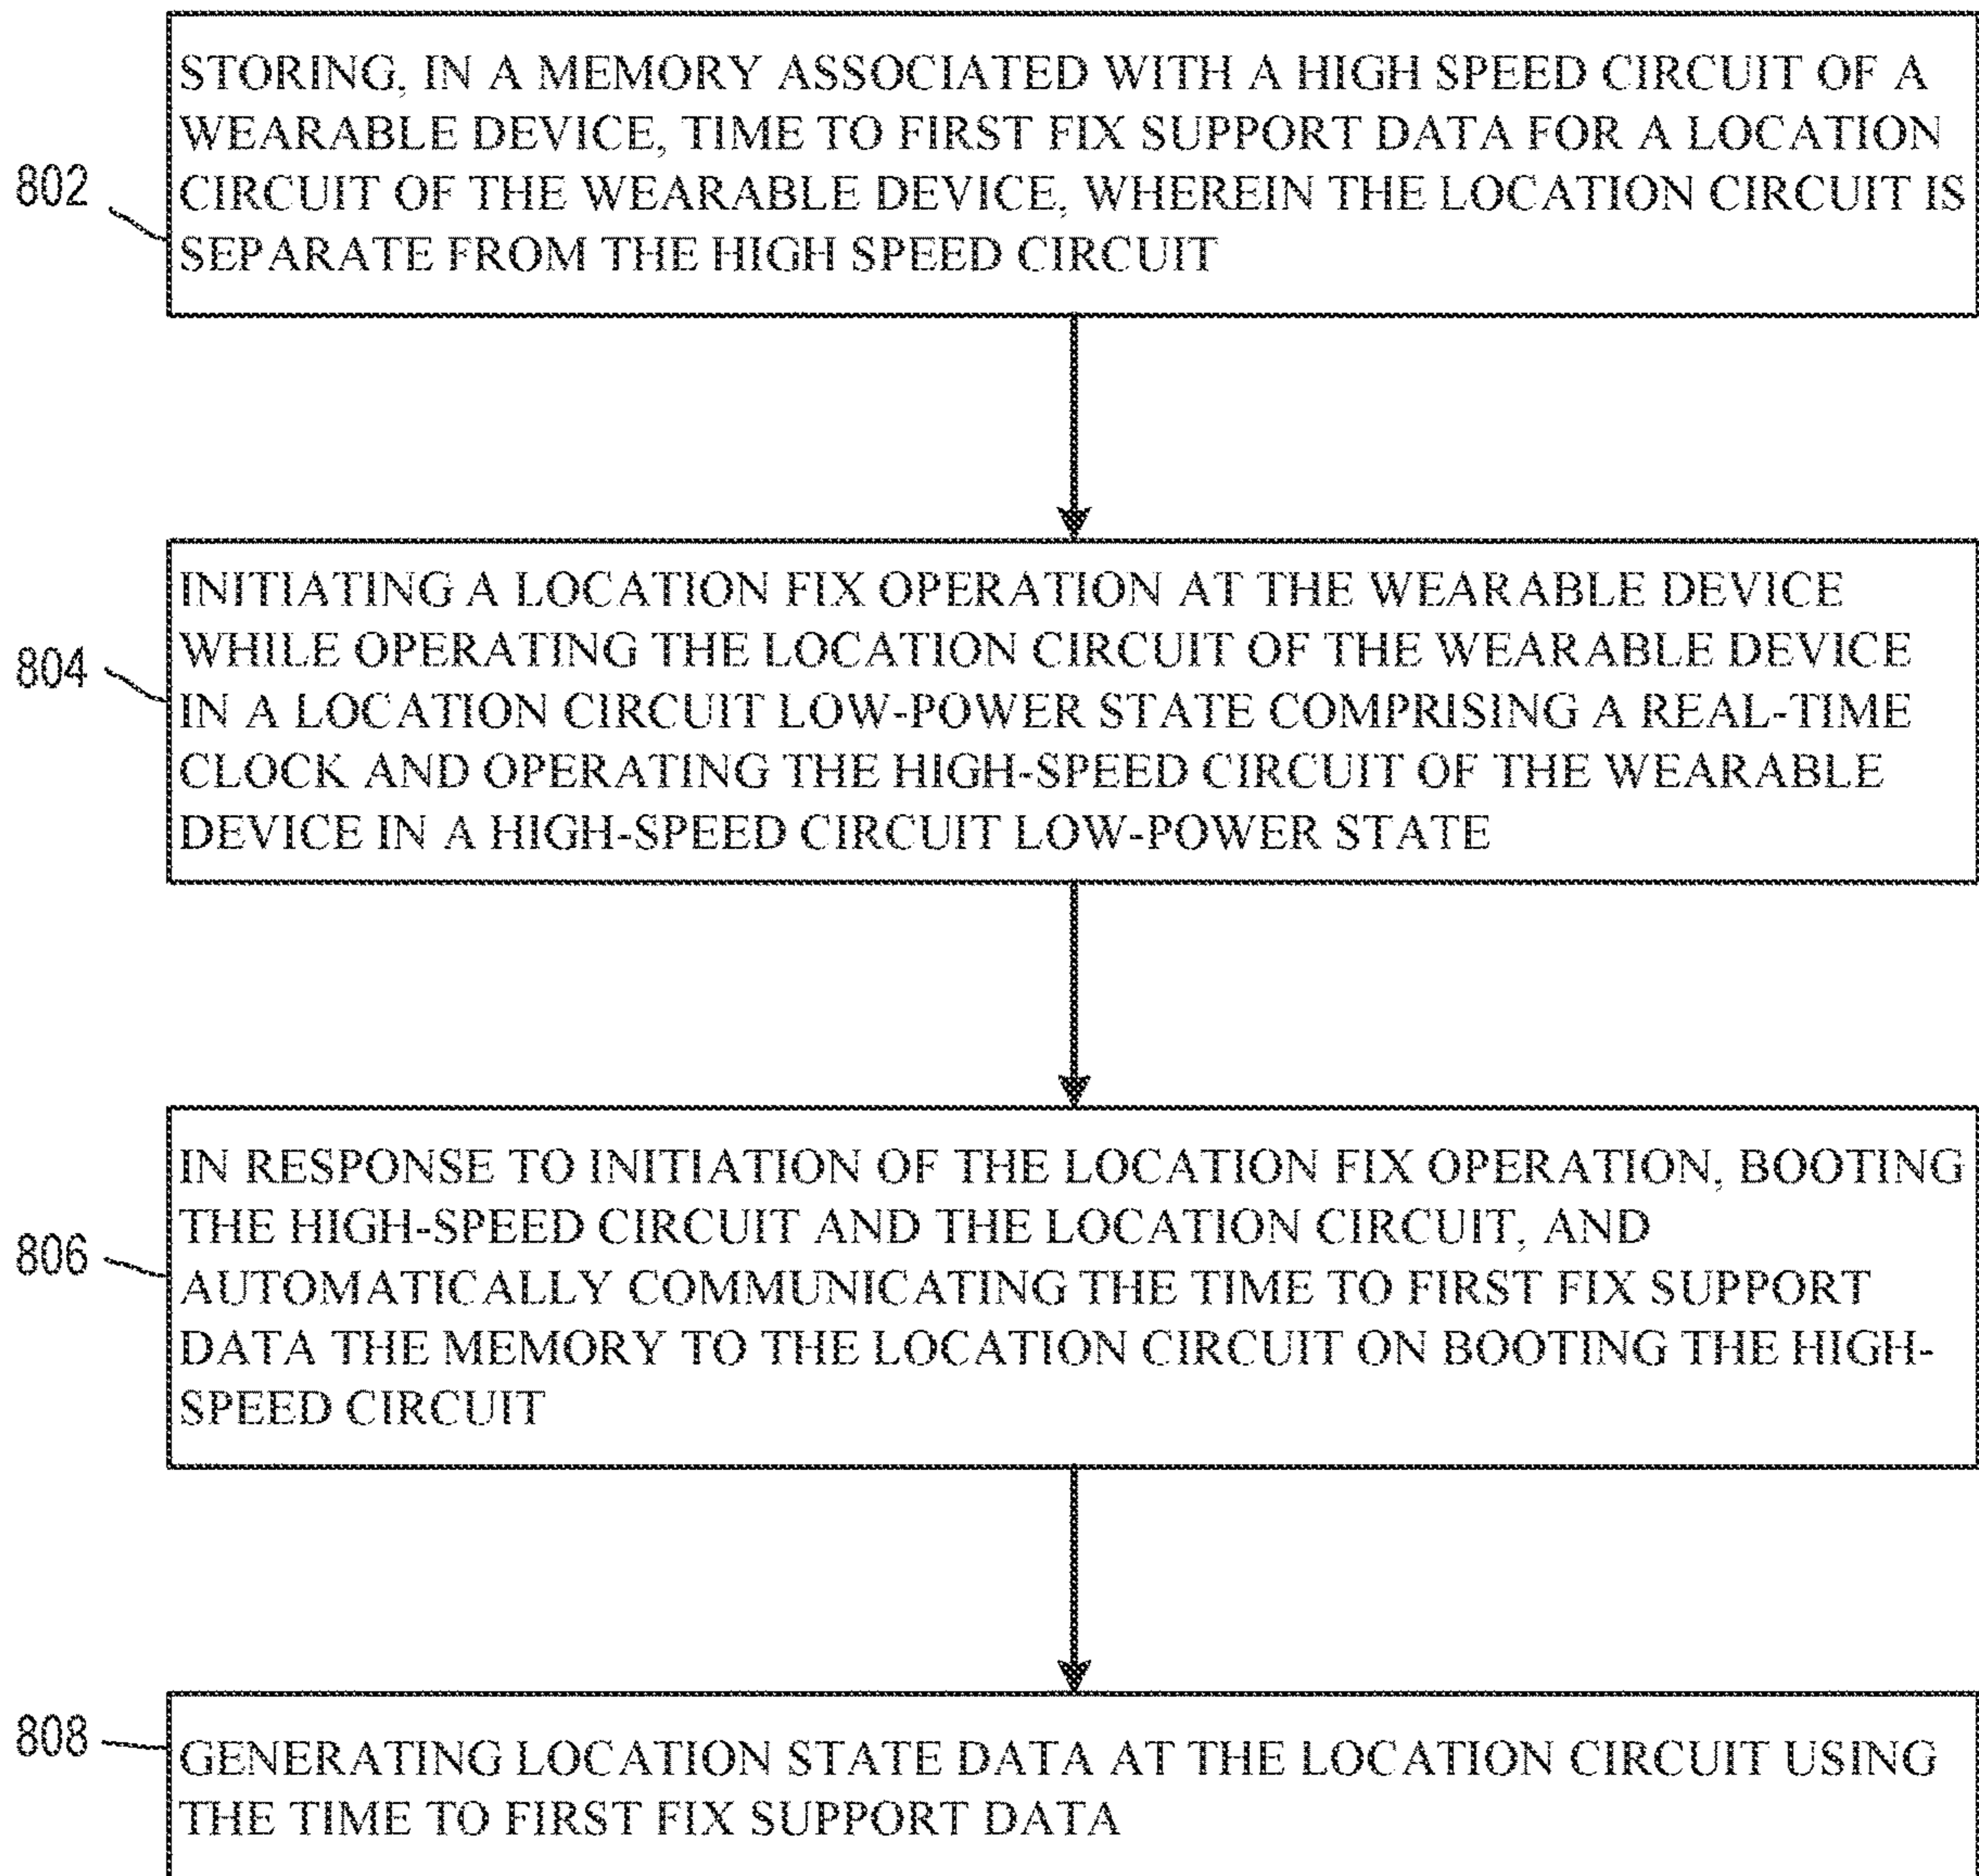 STORING, IN A MEMORY ASSOCIATED WITH A HIGH SPEED CIRCUIT OF A
WEARABLE DEVICE, TIME TO FIRST FIX SUPPORT DATA FOR A LOCATION
CIRCUIT OF THE WEARABLE DEVICE, WHEREIN THE LOCATION CIRCUIT IS
SEPARATE FROM THE HIGH SPEED CIRCUIT
802
INITIATING A LOCATION FIX OPERATION AT THE WEARABLE DEVICE
WHILE OPERATING THE LOCATION CIRCUIT OF THE WEARABLE DEVICE
IN A LOCATION CIRCUIT LOW-POWER STATE COMPRISING A REAL-TIME
CLOCK AND OPERATING THE HIGH-SPEED CIRCUIT OF THE WEARABLE
DEVICE IN A HIGH-SPEED CIRCUIT LOW-POWER STATE
804
IN RESPONSE TO INITIATION OF THE LOCATION FIX OPERATION, BOOTING
THE HIGH-SPEED CIRCUIT AND THE LOCATION CIRCUIT, AND
AUTOMATICALLY COMMUNICATING THE TIME TO FIRST FIX SUPPORT
DATA THE MEMORY TO THE LOCATION CIRCUIT ON BOOTING THE HIGH-
SPEED CIRCUIT
806
808
GENERATING LOCATION STATE DATA AT THE LOCATION CIRCUIT USING
THE TIME TO FIRST FIX SUPPORT DATA